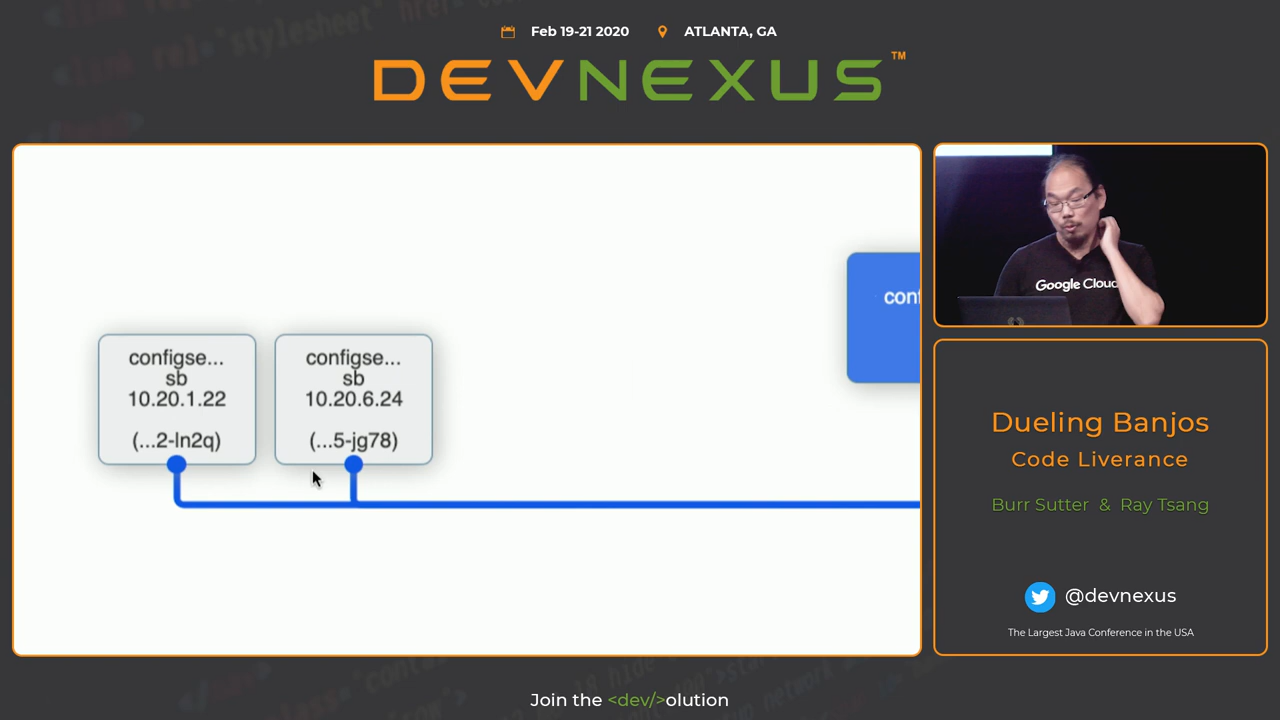 Feb 19-21 2020 ATLANTA, GA
DEVNEXUS™
configse...
sb
10.20.1.22
(...2-ln2q)
configse...
sb
10.20.6.24
(...5-jg78)
conf
Google Cloud
Dueling Banjos
Code Liverance
Burr Sutter & Ray Tsang
@devnexus
The Largest Java Conference in the USA
Join the <dev/>olution